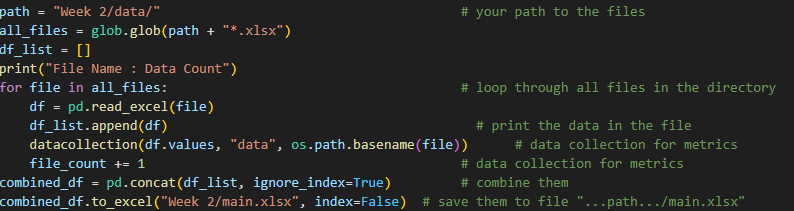 path = "Week 2/data/" # your path to the files
all_files = glob.glob(path + "*.xlsx")
df_list = []
print("File Name : Data Count")
for file in all_files: # loop through all files in the directory
    df = pd.read_excel(file)
    df_list.append(df) # print the data in the file
    datacollection(df.values, "data", os.path.basename(file)) # data collection for metrics
    file_count += 1 # data collection for metrics
combined_df = pd.concat(df_list, ignore_index=True) # combine them
combined_df.to_excel("Week 2/main.xlsx", index=False) # save them to file "...path.../main.xlsx"